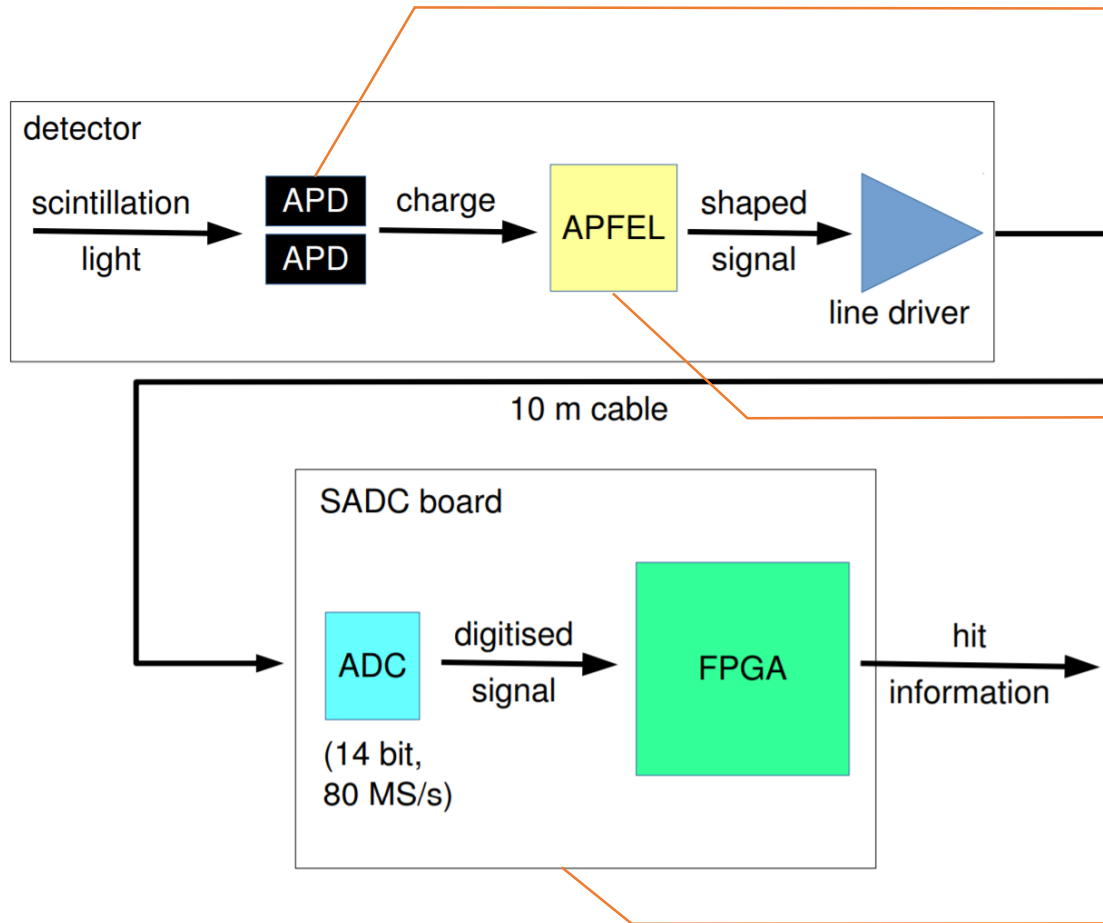 detector
scintillation
light
APD
APD
charge
APFEL
shaped
signal
line driver
10 m cable
SADC board
ADC
(14 bit,
80 MS/s)
digitised
signal
FPGA
hit
information